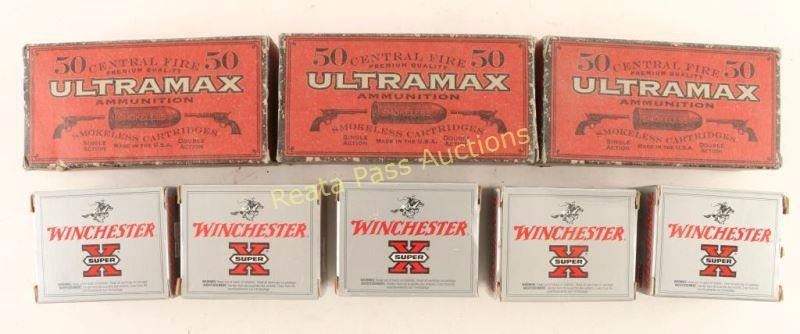 50 CENTRAL FIRE 50
PREMIUM QUALITY
ULTRAMAX
AMMUNITION
SMOKELESS
SMOKELESS CARTRIDGES
SINGLE ACTION MADE IN THE U.S.A. DOUBLE ACTION
50 CENTRAL FIRE 50
PREMIUM QUALITY
ULTRAMAX
AMMUNITION
SMOKELESS CARTRIDGES
SINGLE ACTION MADE IN THE U.S.A. DOUBLE ACTION
50 CENTRAL FIRE 50
PREMIUM QUALITY
ULTRAMAX
AMMUNITION
SMOKELESS CARTRIDGES
SINGLE ACTION MADE IN THE U.S.A. DOUBLE ACTION
Reata Pass Auctions
WINCHESTER
SUPER X
WINCHESTER
SUPER X
WINCHESTER
SUPER X
WINCHESTER
SUPER X
WINCHESTER
SUPER X